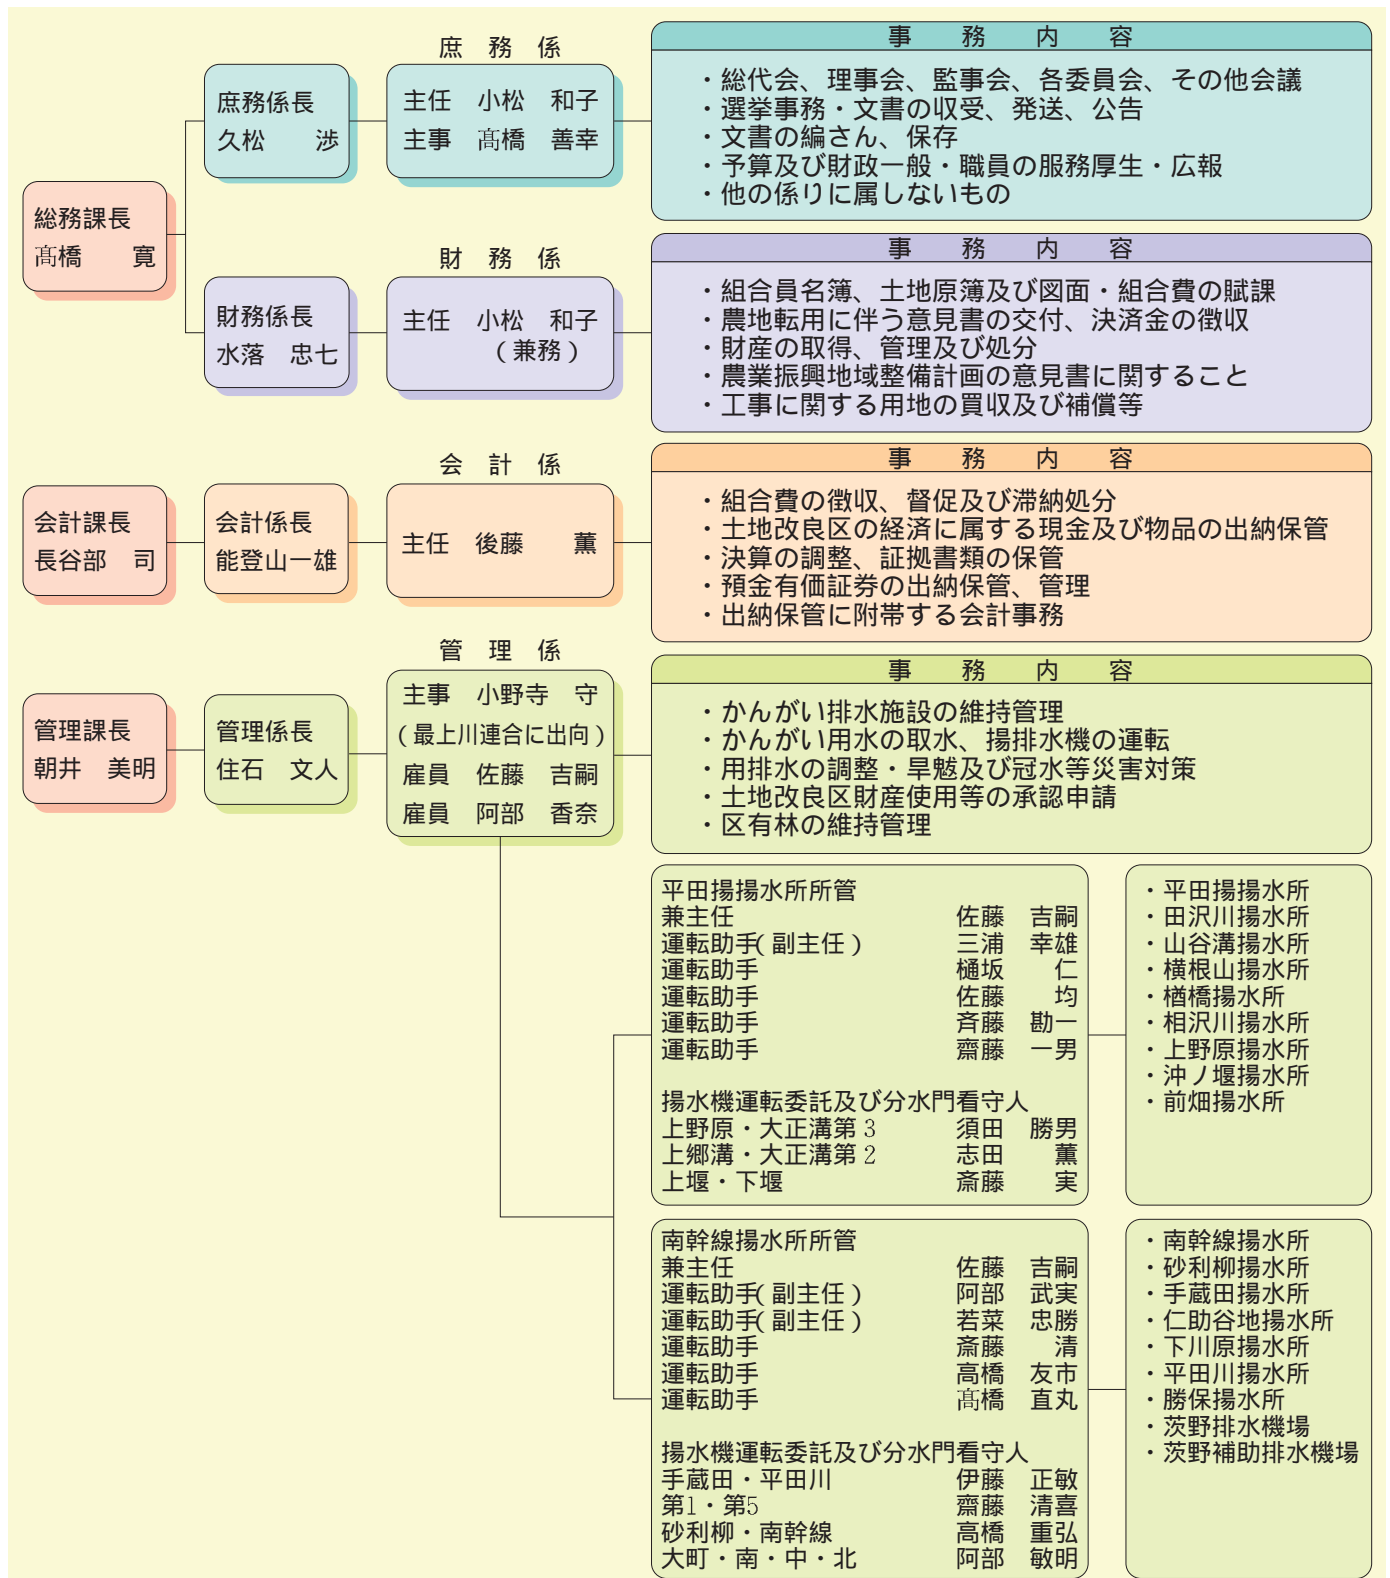 総務課長
髙橋　寛
庶務係長
久松　渉
庶　務　係
主任　小松　和子
主事　髙橋　善幸
事　務　内　容
・総代会、理事会、監事会、各委員会、その他会議
・選挙事務・文書の収受、発送、公告
・文書の編さん、保存
・予算及び財政一般・職員の服務厚生・広報
・他の係りに属しないもの
財務係長
水落　忠七
財　務　係
主任　小松　和子
（兼務）
事　務　内　容
・組合員名簿、土地原簿及び図面・組合費の賦課
・農地転用に伴う意見書の交付、決済金の徴収
・財産の取得、管理及び処分
・農業振興地域整備計画の意見書に関すること
・工事に関する用地の買収及び補償等
会計課長
長谷部　司
会計係長
能登山一雄
会　計　係
主任　後藤　薫
事　務　内　容
・組合費の徴収、督促及び滞納処分
・土地改良区の経済に属する現金及び物品の出納保管
・決算の調整、証拠書類の保管
・預金有価証券の出納保管、管理
・出納保管に附帯する会計事務
管理課長
朝井　美明
管理係長
住石　文人
管　理　係
主事　小野寺　守
（最上川連合に出向）
雇員　佐藤　吉嗣
雇員　阿部　香奈
事　務　内　容
・かんがい排水施設の維持管理
・かんがい用水の取水、揚排水機の運転
・用排水の調整・旱魃及び冠水等災害対策
・土地改良区財産使用等の承認申請
・区有林の維持管理
平田揚揚水所所管
兼主任　佐藤　吉嗣
運転助手（副主任）　三浦　幸雄
運転助手　樋坂　仁
運転助手　佐藤　均
運転助手　斉藤　勘一
運転助手　齋藤　一男
揚水機運転委託及び分水門看守人
上野原・大正溝第３　須田　勝男
上郷溝・大正溝第２　志田　薫
上堰・下堰　斎藤　実
・平田揚揚水所
・田沢川揚水所
・山谷溝揚水所
・横根山揚水所
・楢橋揚水所
・相沢川揚水所
・上野原揚水所
・沖ノ堰揚水所
・前畑揚水所
南幹線揚水所所管
兼主任　佐藤　吉嗣
運転助手（副主任）　阿部　武実
運転助手（副主任）　若菜　忠勝
運転助手　斎藤　清
運転助手　高橋　友市
運転助手　髙橋　直丸
揚水機運転委託及び分水門看守人
手蔵田・平田川　伊藤　正敏
第1・第5　齋藤　清喜
砂利柳・南幹線　高橋　重弘
大町・南・中・北　阿部　敏明
・南幹線揚水所
・砂利柳揚水所
・手蔵田揚水所
・仁助谷地揚水所
・下川原揚水所
・平田川揚水所
・勝保揚水所
・茨野排水機場
・茨野補助排水機場